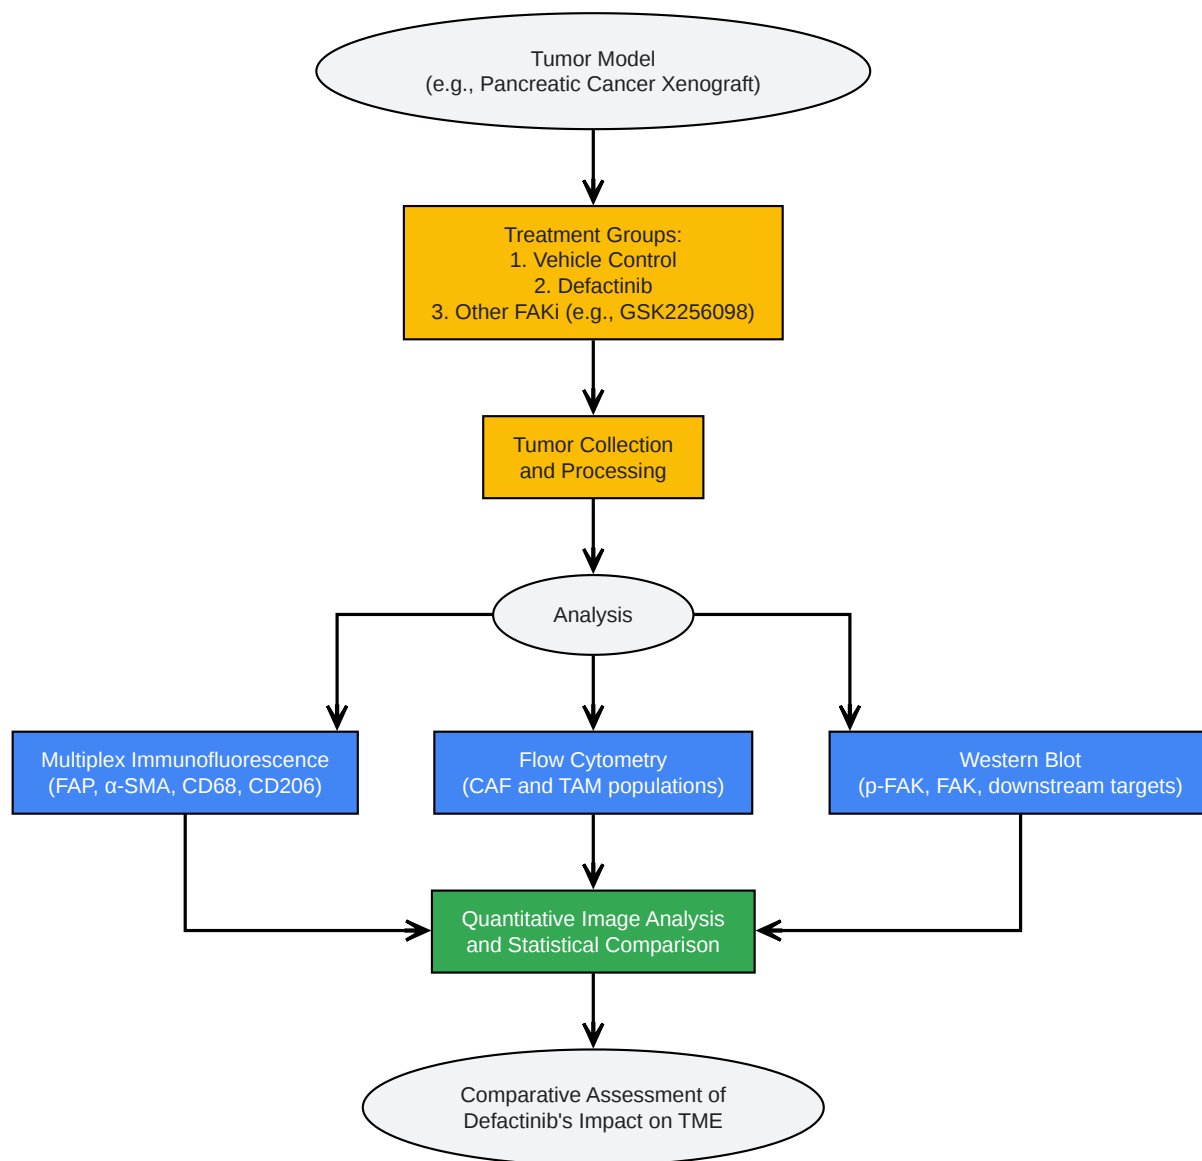 Tumor Model
(e.g., Pancreatic Cancer Xenograft)
Treatment Groups:
1. Vehicle Control
2. Defactinib
3. Other FAKi (e.g., GSK2256098)
Tumor Collection
and Processing
Analysis
Multiplex Immunofluorescence
(FAP, α-SMA, CD68, CD206)
Flow Cytometry
(CAF and TAM populations)
Western Blot
(p-FAK, FAK, downstream targets)
Quantitative Image Analysis
and Statistical Comparison
Comparative Assessment of
Defactinib's Impact on TME